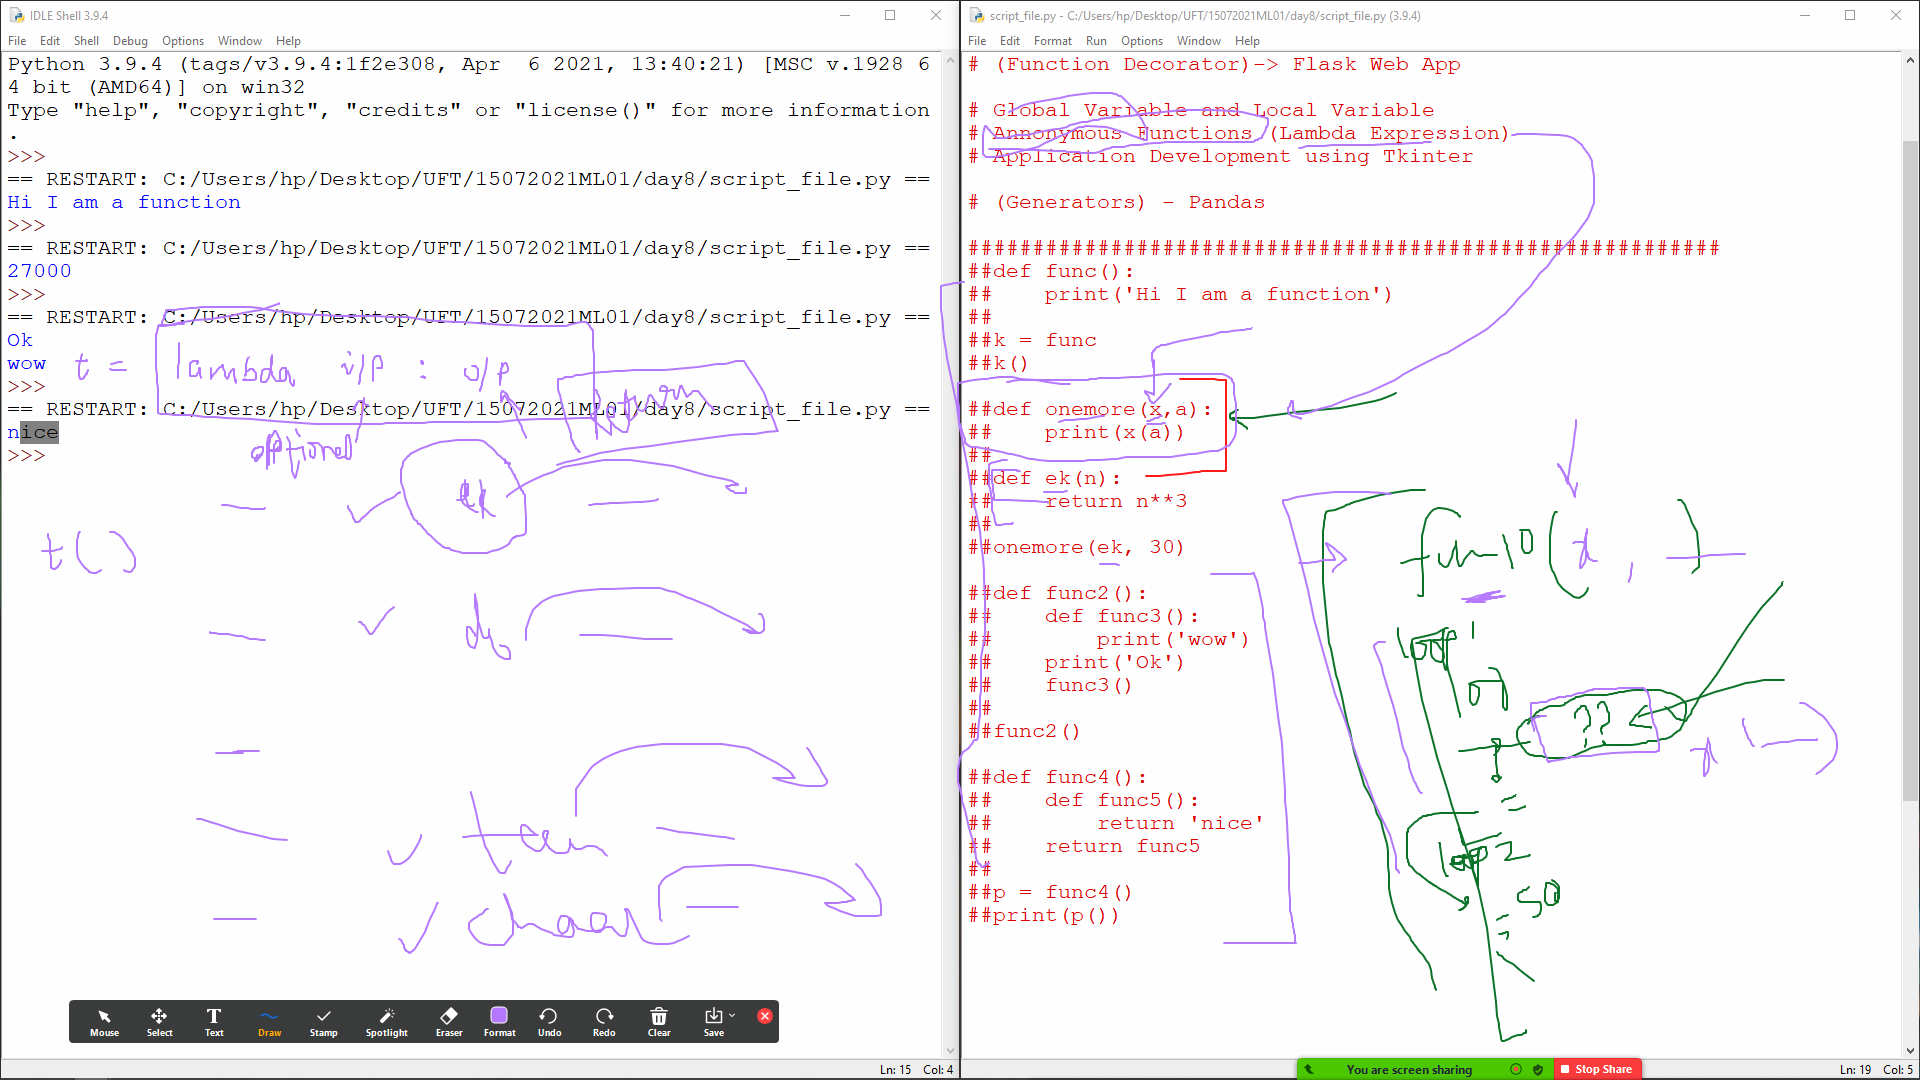 IDLE Shell 3.9.4
File Edit Shell Debug Options Window Help
Python 3.9.4 (tags/v3.9.4:1f2e308, Apr  6 2021, 13:40:21) [MSC v.1928 6
4 bit (AMD64)] on win32
Type "help", "copyright", "credits" or "license()" for more information
.
>>>
== RESTART: C:/Users/hp/Desktop/UFT/15072021ML01/day8/script_file.py ==
Hi I am a function
>>>
== RESTART: C:/Users/hp/Desktop/UFT/15072021ML01/day8/script_file.py ==
27000
>>>
== RESTART: C:/Users/hp/Desktop/UFT/15072021ML01/day8/script_file.py ==
Ok
wow
>>>
== RESTART: C:/Users/hp/Desktop/UFT/15072021ML01/day8/script_file.py ==
nice
>>>
t = lambda i/p : o/p
return
optional
ek
t( )
do
teen
chaar
Mouse Select Text Draw Stamp Spotlight Eraser Format Undo Redo Clear Save
Ln: 15 Col: 4
script_file.py - C:/Users/hp/Desktop/UFT/15072021ML01/day8/script_file.py (3.9.4)
File Edit Format Run Options Window Help
# (Function Decorator)-> Flask Web App
# Global Variable and Local Variable
# Annonymous Functions (Lambda Expression)
# Application Development using Tkinter
# (Generators) - Pandas
##########################################################
##def func():
##    print('Hi I am a function')
##
##k = func
##k()
##def onemore(x,a):
##    print(x(a))
##
##def ek(n):
##    return n**3
##
##onemore(ek, 30)
##def func2():
##    def func3():
##        print('wow')
##    print('Ok')
##    func3()
##
##func2()
##def func4():
##    def func5():
##        return 'nice'
##    return func5
##
##p = func4()
##print(p())
fun10(x,
loop 1
??
x (
loop 2
50
You are screen sharing Stop Share
Ln: 19 Col: 5